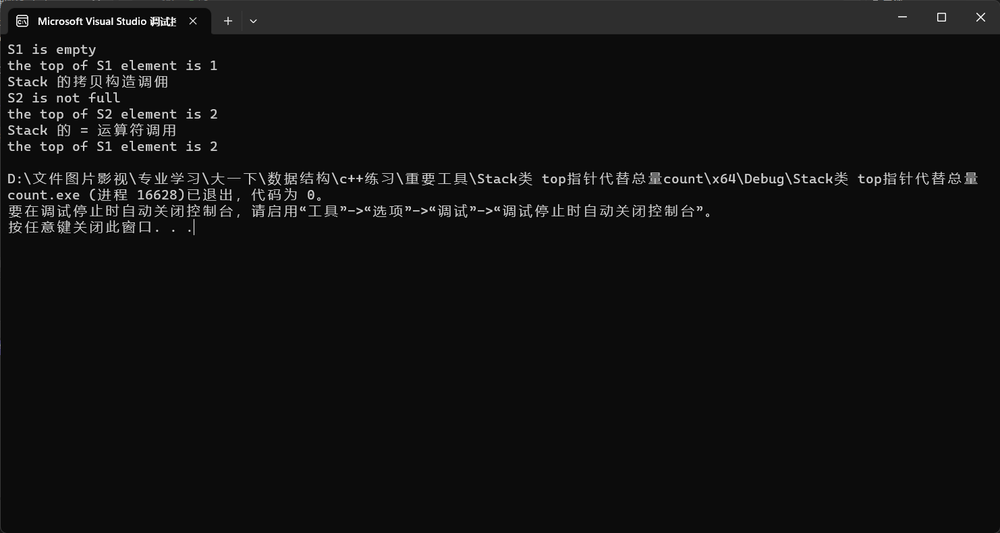 Microsoft Visual Studio 调试
S1 is empty
the top of S1 element is 1
Stack 的拷贝构造调佣
S2 is not full
the top of S2 element is 2
Stack 的 = 运算符调用
the top of S1 element is 2
D:\文件图片影视\专业学习\大一下\数据结构\c++练习\重要工具\Stack类 top指针代替总量count\x64\Debug\Stack类 top指针代替总量
count.exe (进程 16628)已退出，代码为 0。
要在调试停止时自动关闭控制台，请启用“工具”->“选项”->“调试”->“调试停止时自动关闭控制台”。
按任意键关闭此窗口. . .